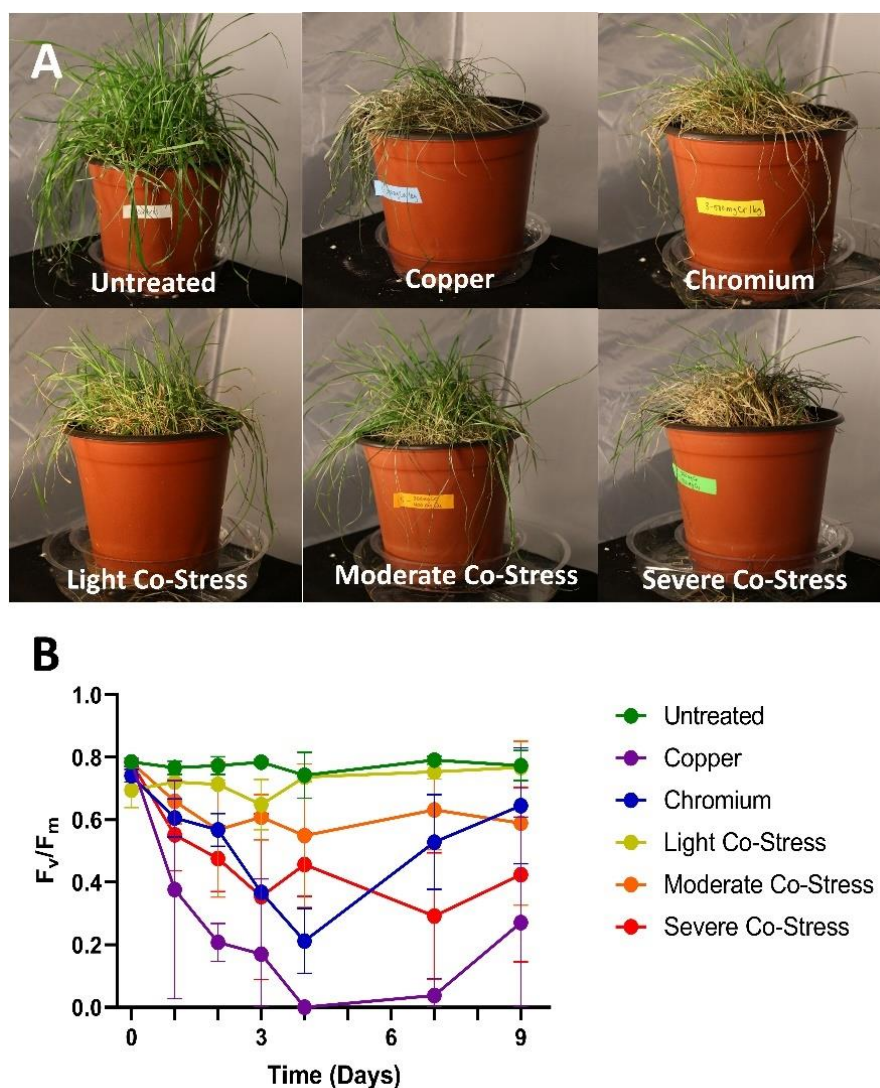 A
Untreated
Copper
Chromium
Light Co-Stress
Moderate Co-Stress
Severe Co-Stress
B
1.0
0.8
0.6
0.4
0.2
0.0
Fv/Fm
0
3
6
9
Time (Days)
Untreated
Copper
Chromium
Light Co-Stress
Moderate Co-Stress
Severe Co-Stress